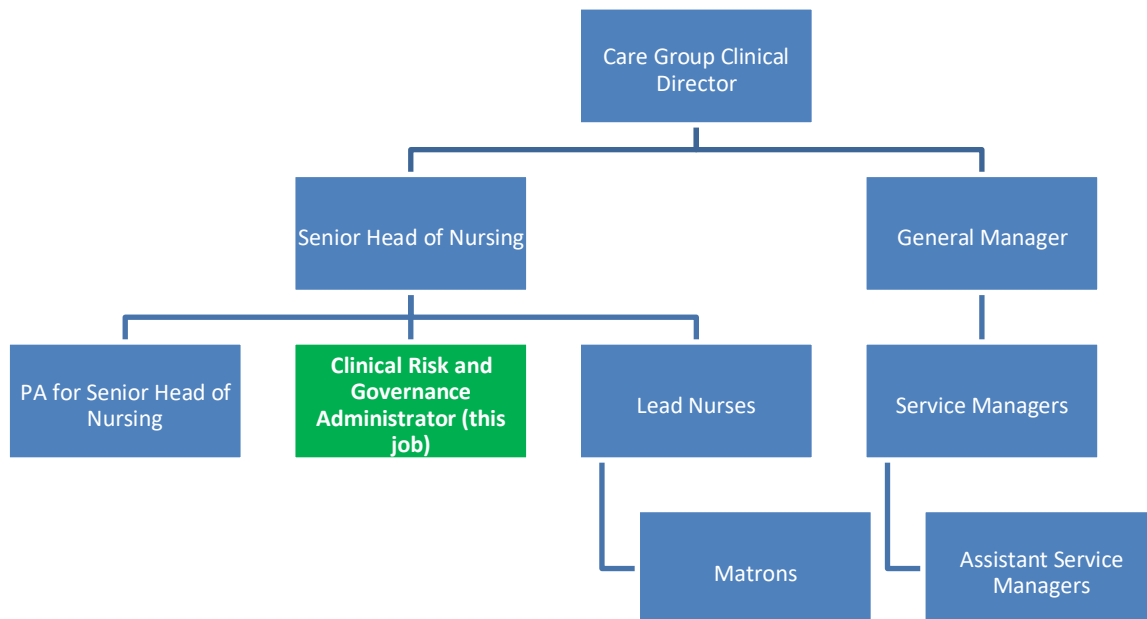 Care Group Clinical
Director
Senior Head of Nursing
General Manager
PA for Senior Head of
Nursing
Clinical Risk and
Governance
Administrator (this
job)
Lead Nurses
Service Managers
Matrons
Assistant Service
Managers